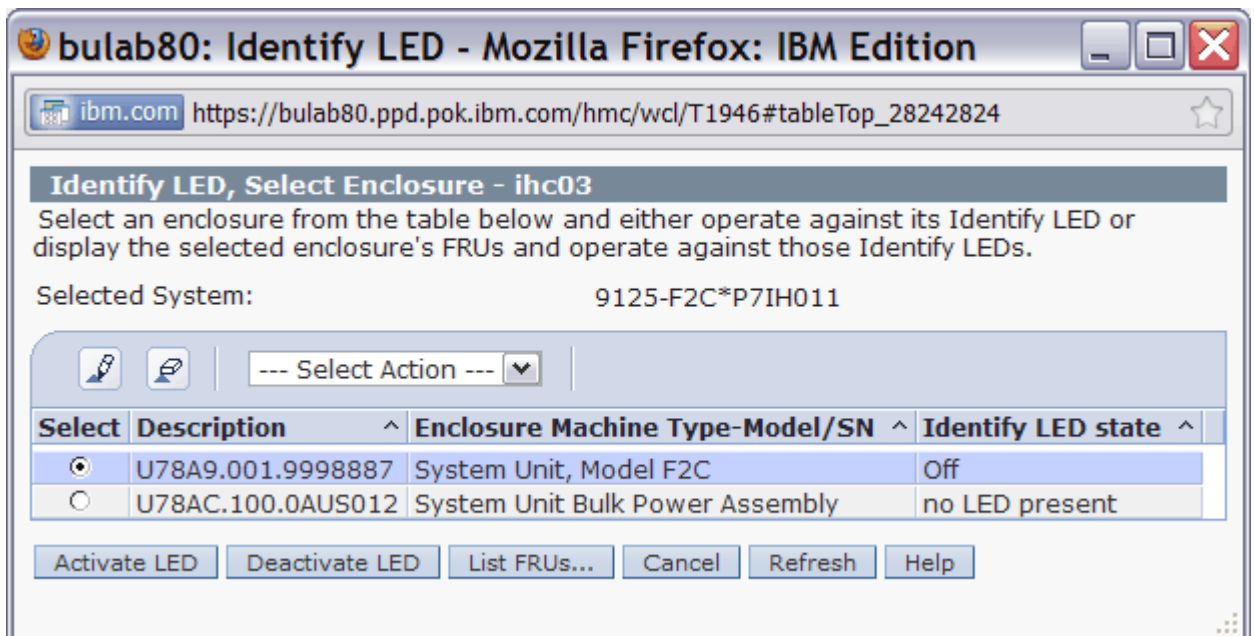 bulab80: Identify LED - Mozilla Firefox: IBM Edition
ibm.com https://bulab80.ppd.pok.ibm.com/hmc/wcl/T1946#tableTop_28242824
Identify LED, Select Enclosure - ihc03
Select an enclosure from the table below and either operate against its Identify LED or
display the selected enclosure's FRUs and operate against those Identify LEDs.
Selected System: 9125-F2C*P7IH011
--- Select Action ---
Select Description ^ Enclosure Machine Type-Model/SN ^ Identify LED state ^
U78A9.001.9998887 System Unit, Model F2C Off
U78AC.100.0AUS012 System Unit Bulk Power Assembly no LED present
Activate LED Deactivate LED List FRUs... Cancel Refresh Help